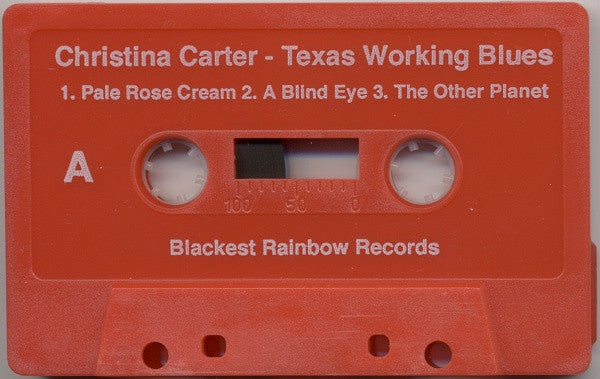 Christina Carter - Texas Working Blues
1. Pale Rose Cream 2. A Blind Eye 3. The Other Planet
A
100 50 0
Blackest Rainbow Records